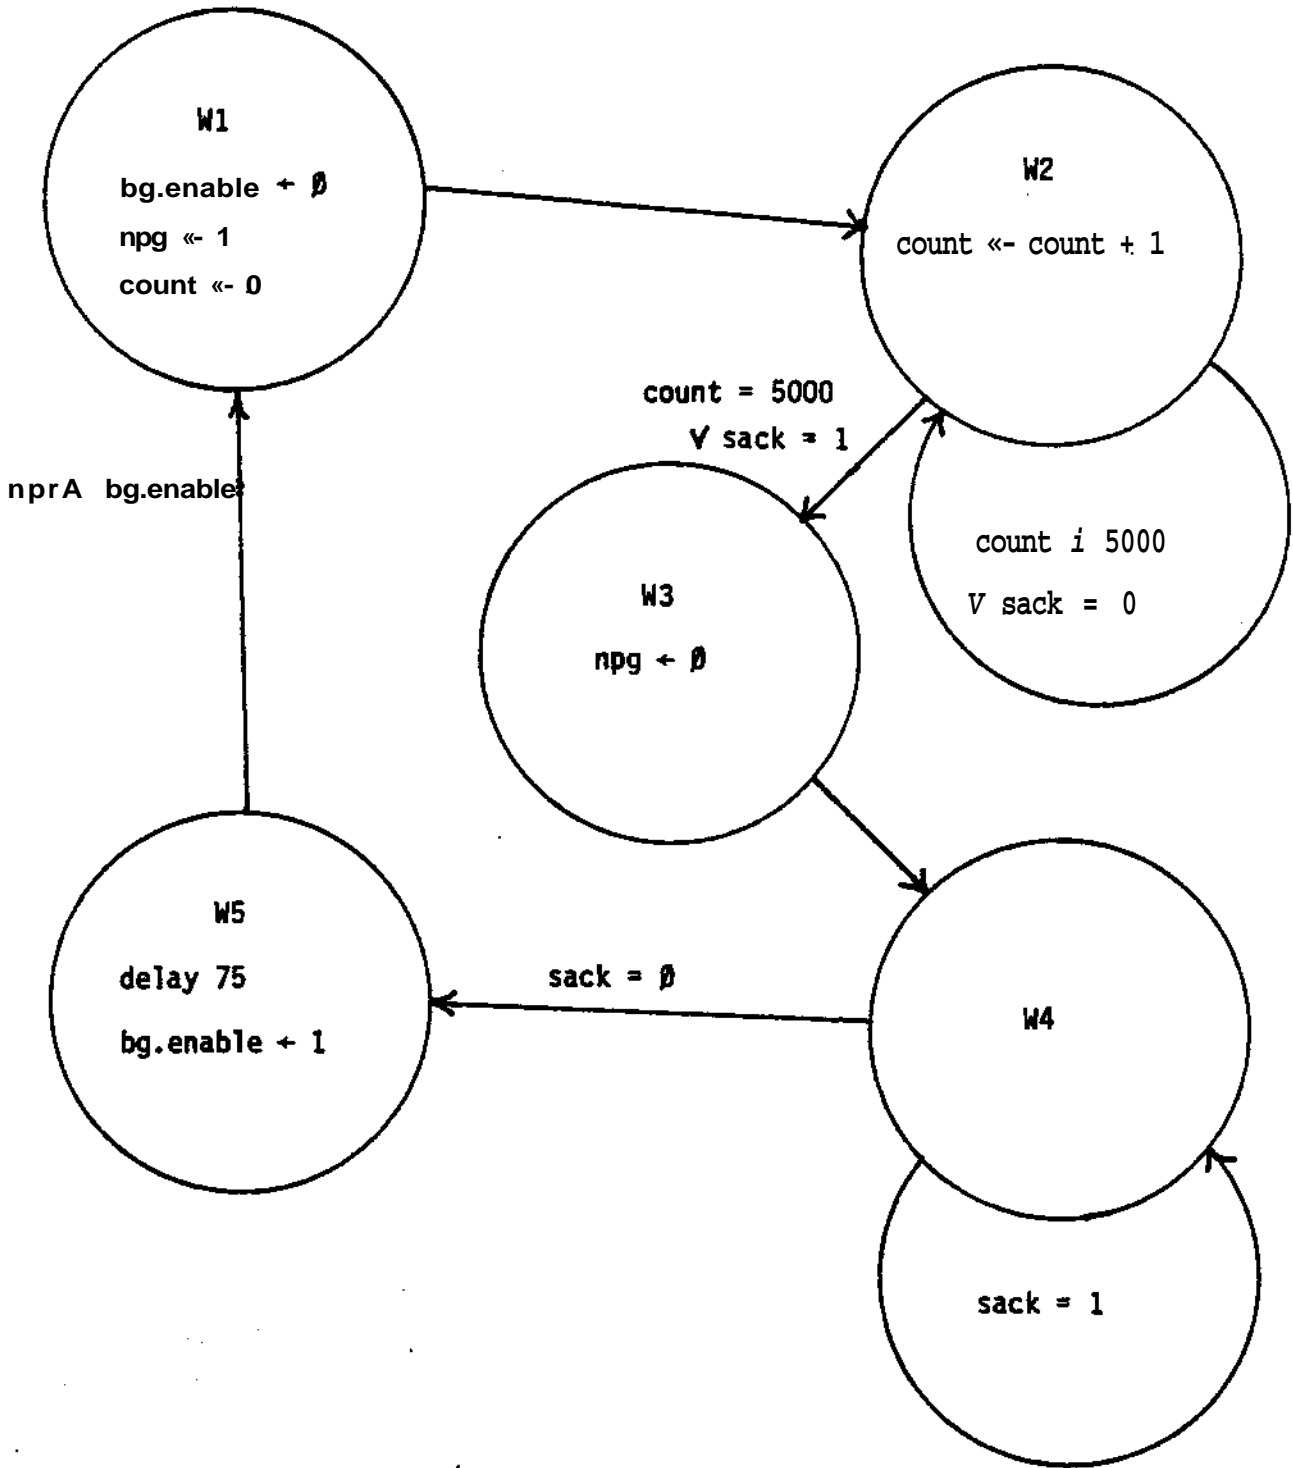 W1
bg.enable ← Ø
npg «- 1
count «- 0
W2
count «- count + 1
count = 5000
V sack = 1
nprA bg.enable
count i 5000
V sack = 0
W3
npg ← Ø
W5
delay 75
bg.enable ← 1
sack = Ø
W4
sack = 1